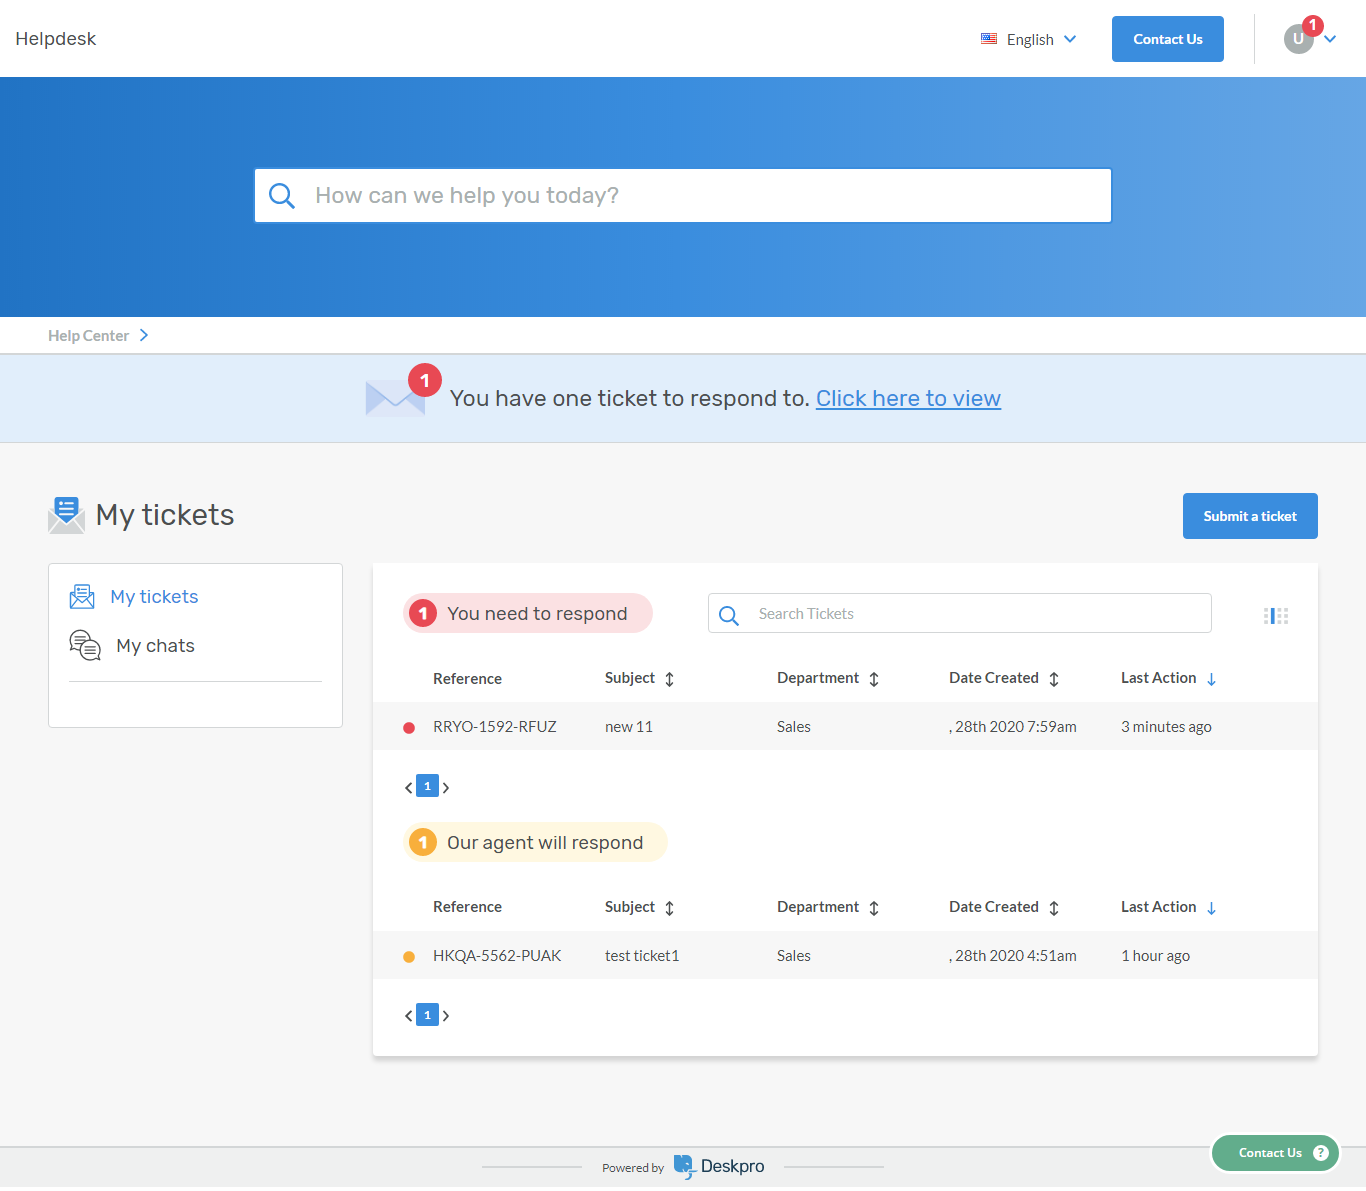 Helpdesk
English
Contact Us
U
1
How can we help you today?
Help Center
1
You have one ticket to respond to. Click here to view
My tickets
Submit a ticket
My tickets
My chats
1 You need to respond
Search Tickets
Reference Subject Department Date Created Last Action
RRYO-1592-RFUZ new 11 Sales , 28th 2020 7:59am 3 minutes ago
1
1 Our agent will respond
Reference Subject Department Date Created Last Action
HKQA-5562-PUAK test ticket1 Sales , 28th 2020 4:51am 1 hour ago
1
Powered by Deskpro
Contact Us ?